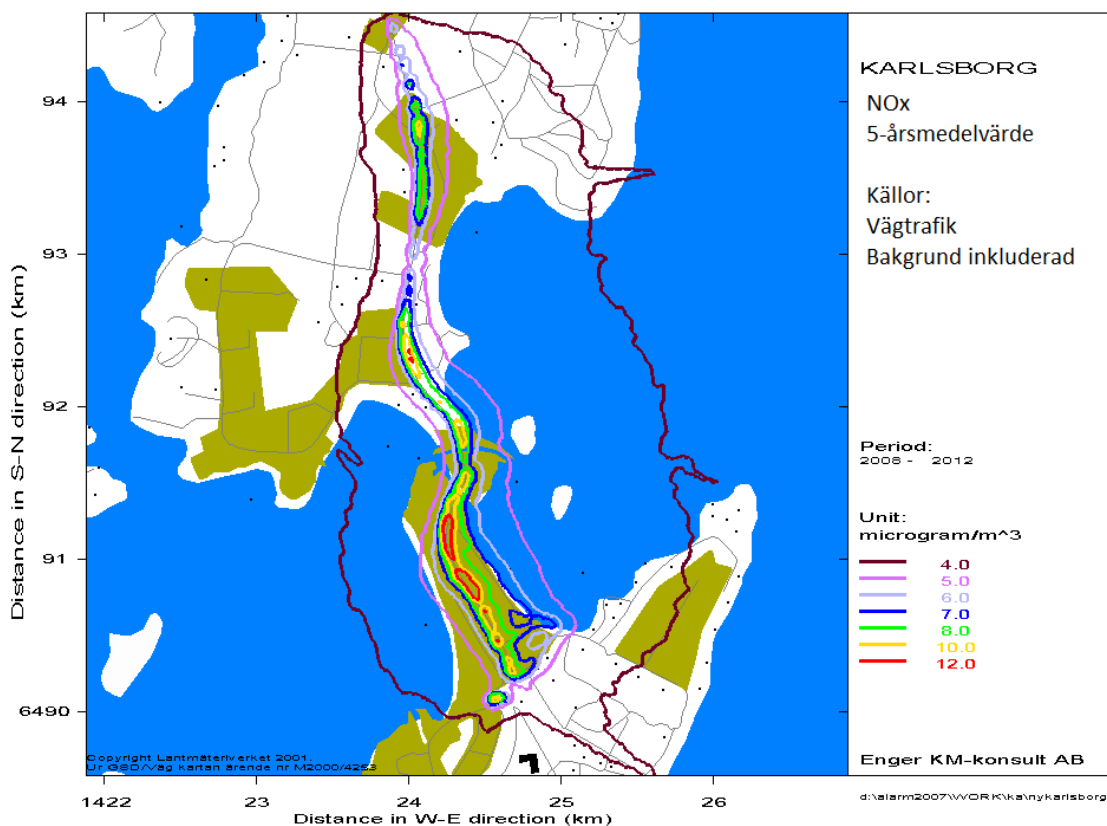 KARLSBORG
NOx
5-årsmedelvärde
Källor:
Vägtrafik
Bakgrund inkluderad
Period:
2006 - 2012
Unit:
microgram/m^3
4.0
5.0
6.0
7.0
8.0
10.0
12.0
Enger KM-konsult AB
d:\alarm2007\WORK\ka\nykarlsborg
Distance in S-N direction (km)
94
93
92
91
6490
Copyright Lantmäteriverket 2001.
Ur GSD/Väg kartan ärende nr M2000/4253
1422
23
24
25
26
Distance in W-E direction (km)